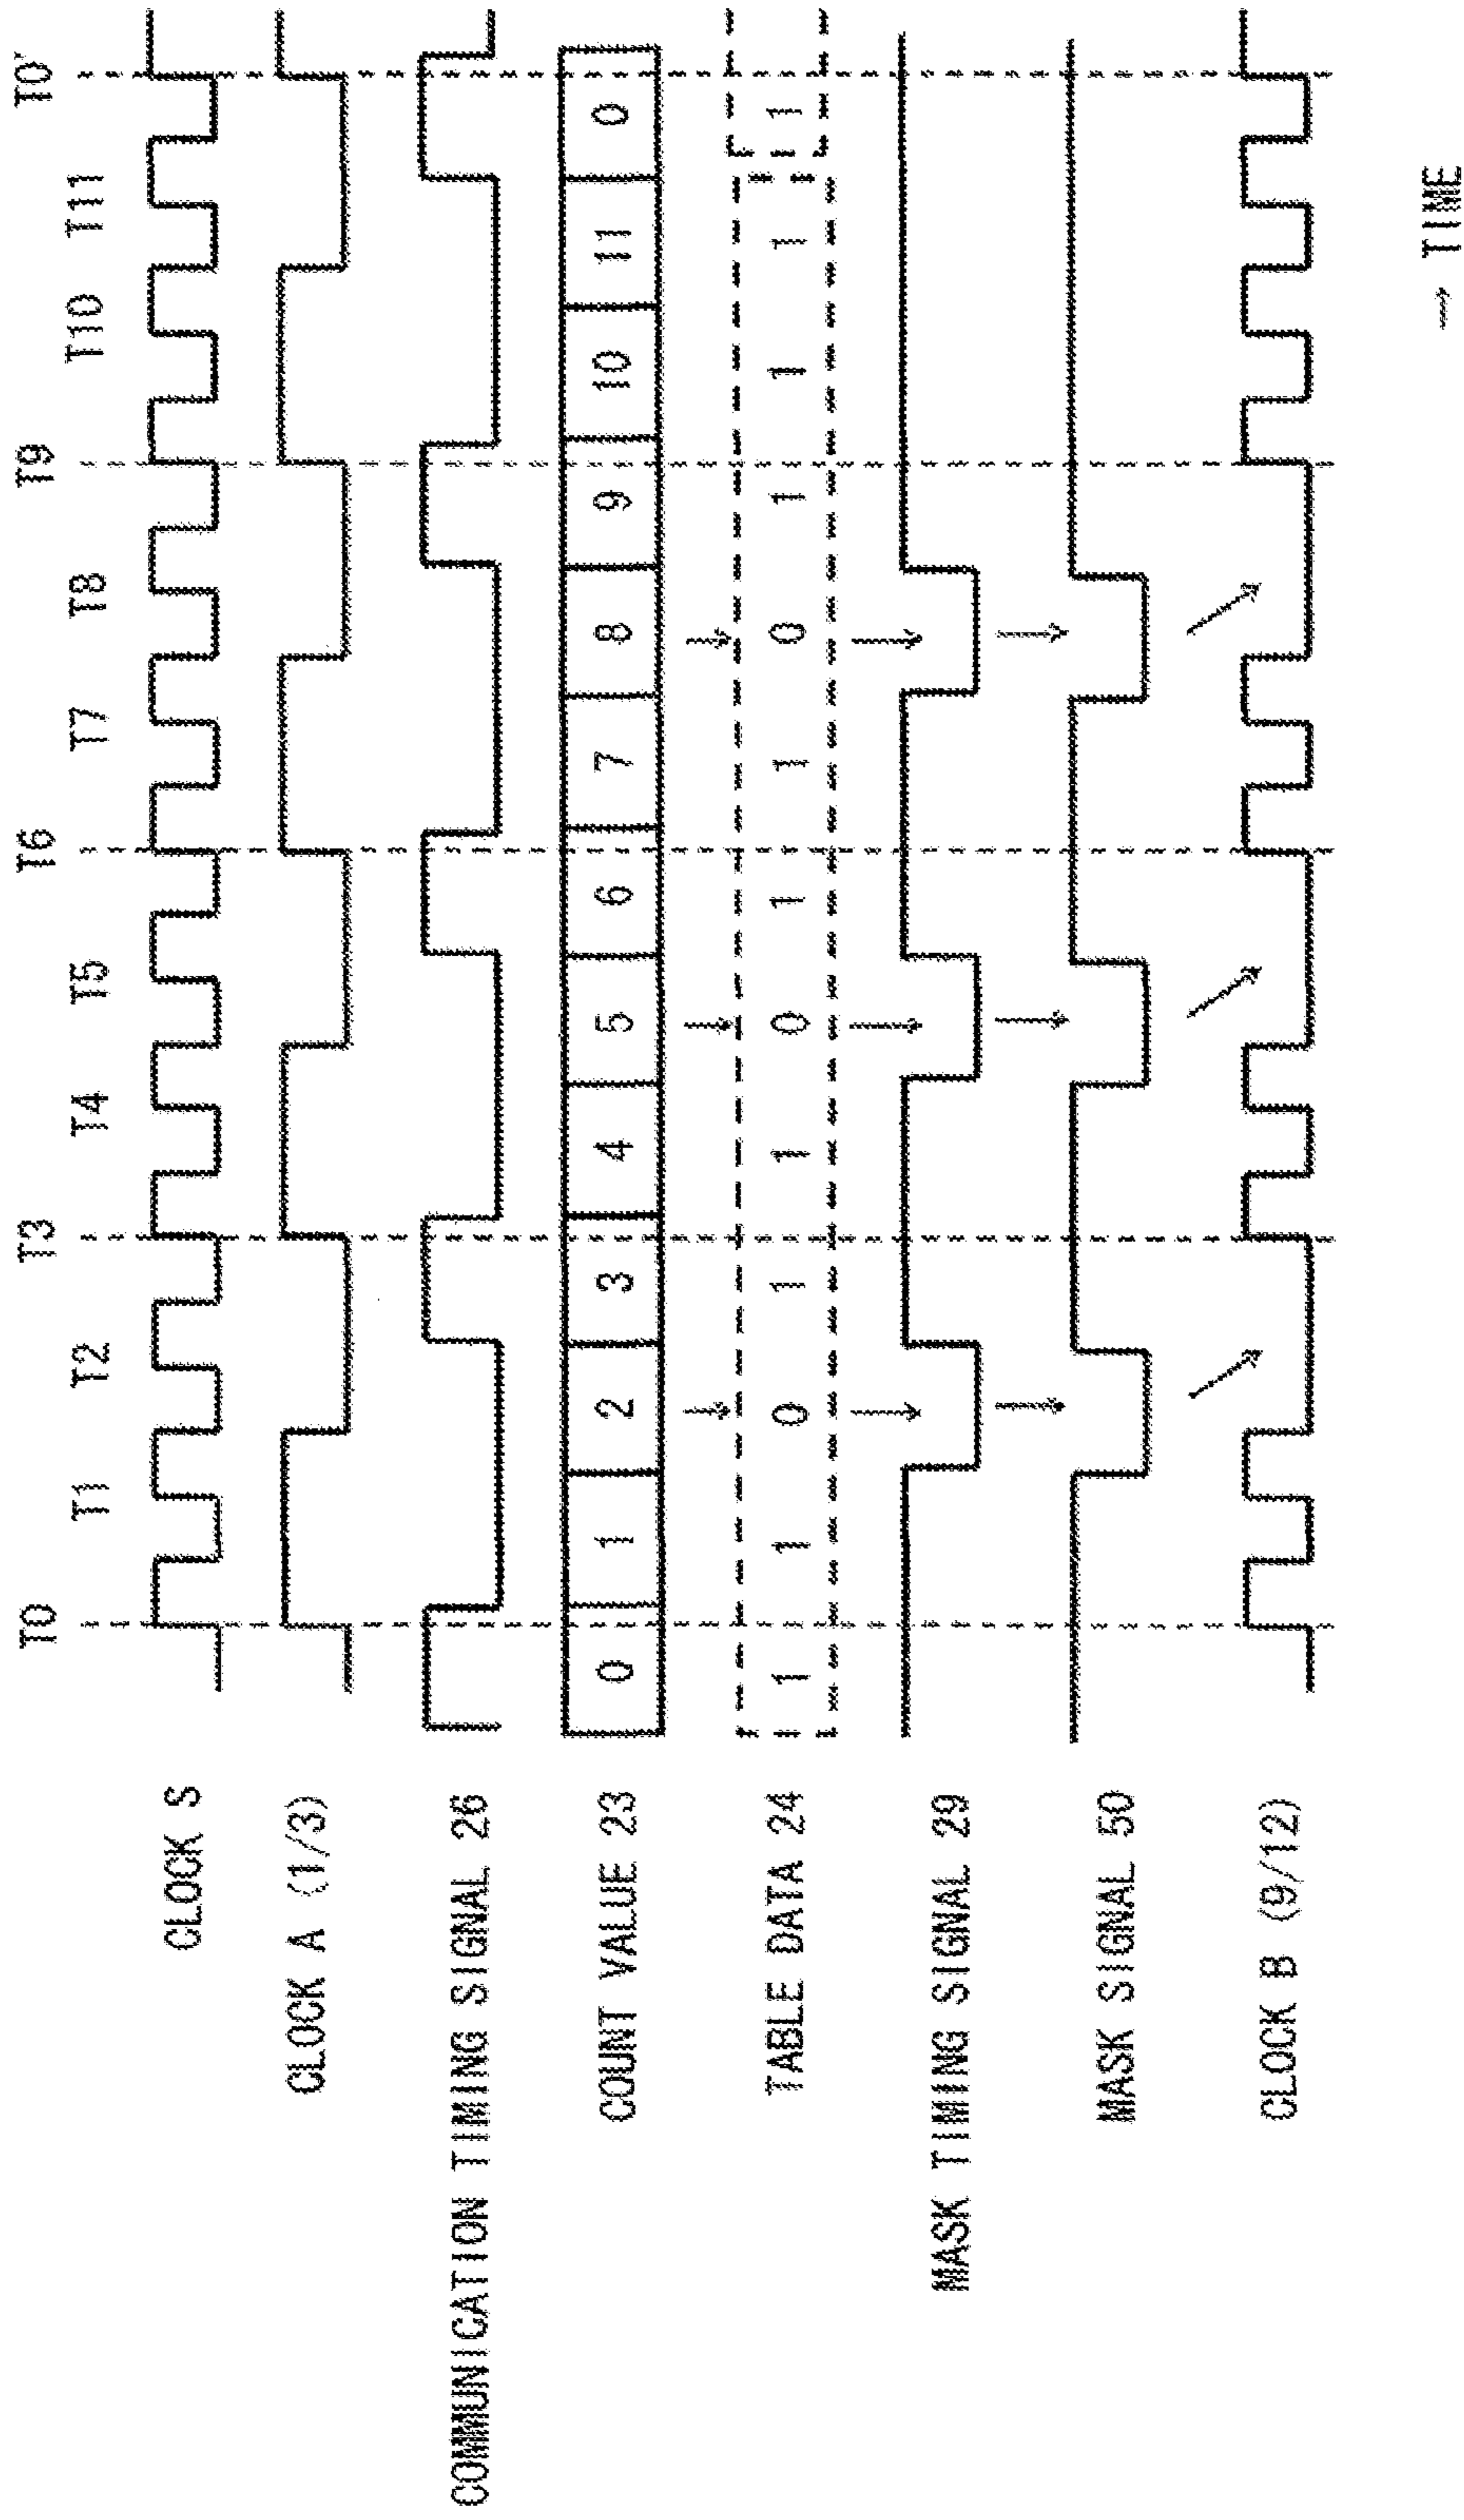 T0 T1 T2 T3 T4 T5 T6 T7 T8 T9 T10 T11 T0'
CLOCK S
CLOCK A (1/3)
COMMUNICATION TIMING SIGNAL 26
COUNT VALUE 23 0 1 2 3 4 5 6 7 8 9 10 11 0
TABLE DATA 24 1 1 0 1 1 0 1 1 0 1 1 1 1
MASK TIMING SIGNAL 29
MASK SIGNAL 50
CLOCK B (9/12)
→ TIME